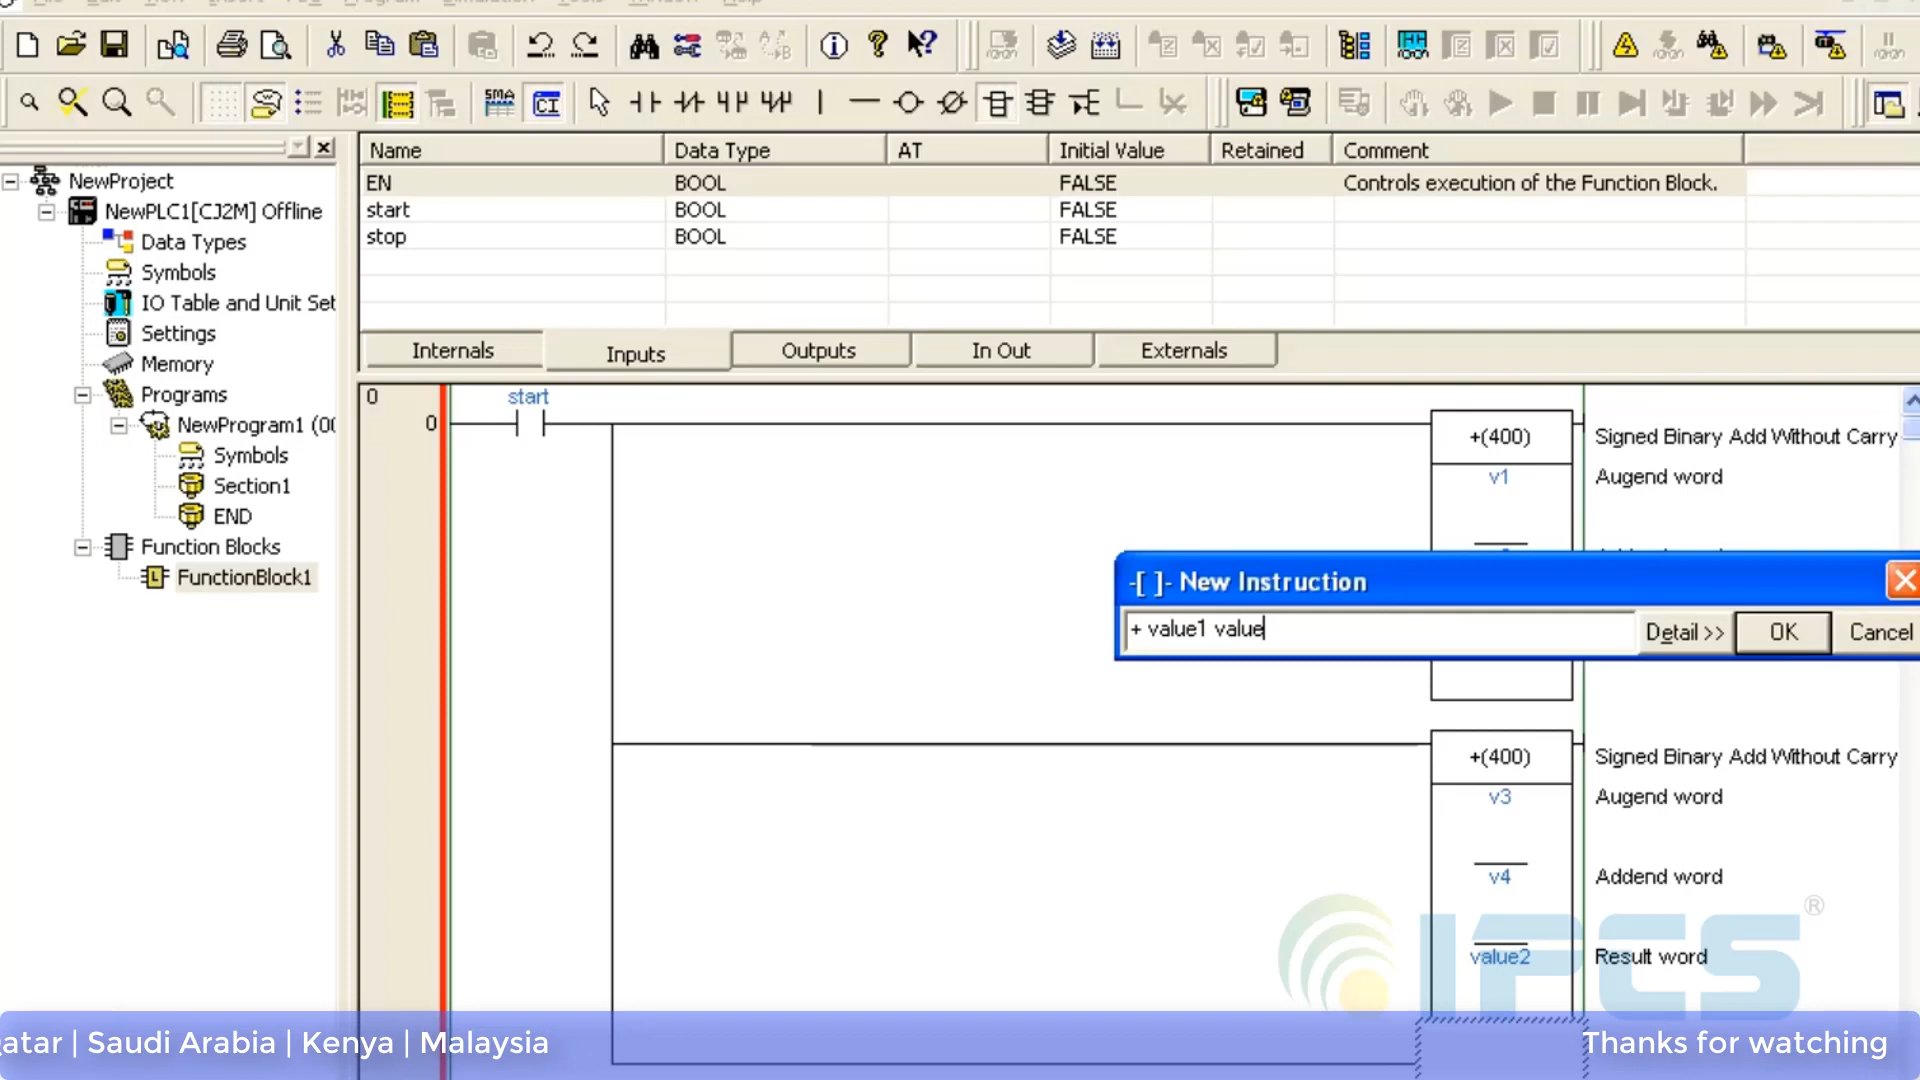 SMA
CI
Name Data Type AT Initial Value Retained Comment
EN BOOL FALSE Controls execution of the Function Block.
start BOOL FALSE
stop BOOL FALSE
Internals Inputs Outputs In Out Externals
NewProject
NewPLC1[CJ2M] Offline
Data Types
Symbols
IO Table and Unit Set
Settings
Memory
Programs
NewProgram1 (00
Symbols
Section1
END
Function Blocks
FunctionBlock1
0
0
start
+(400) Signed Binary Add Without Carry
v1 Augend word
-[ ]- New Instruction
+ value1 value
Detail >> OK Cancel
+(400) Signed Binary Add Without Carry
v3 Augend word
v4 Addend word
value2 Result word
IPCS ®
atar | Saudi Arabia | Kenya | Malaysia
Thanks for watching